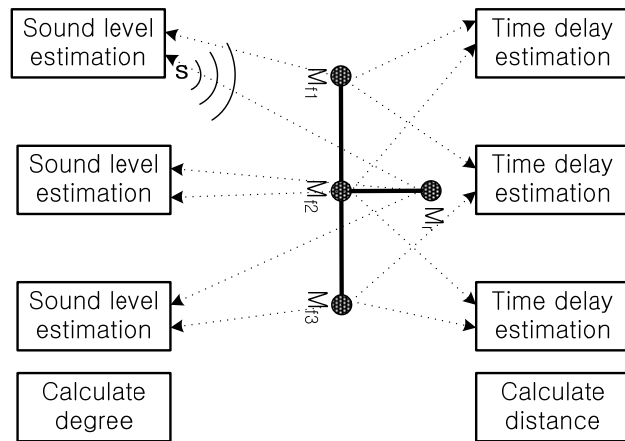 Sound level
estimation
Time delay
estimation
S
Mf1
Sound level
estimation
Time delay
estimation
Mf2
Mr
Sound level
estimation
Time delay
estimation
Mf3
Calculate
degree
Calculate
distance